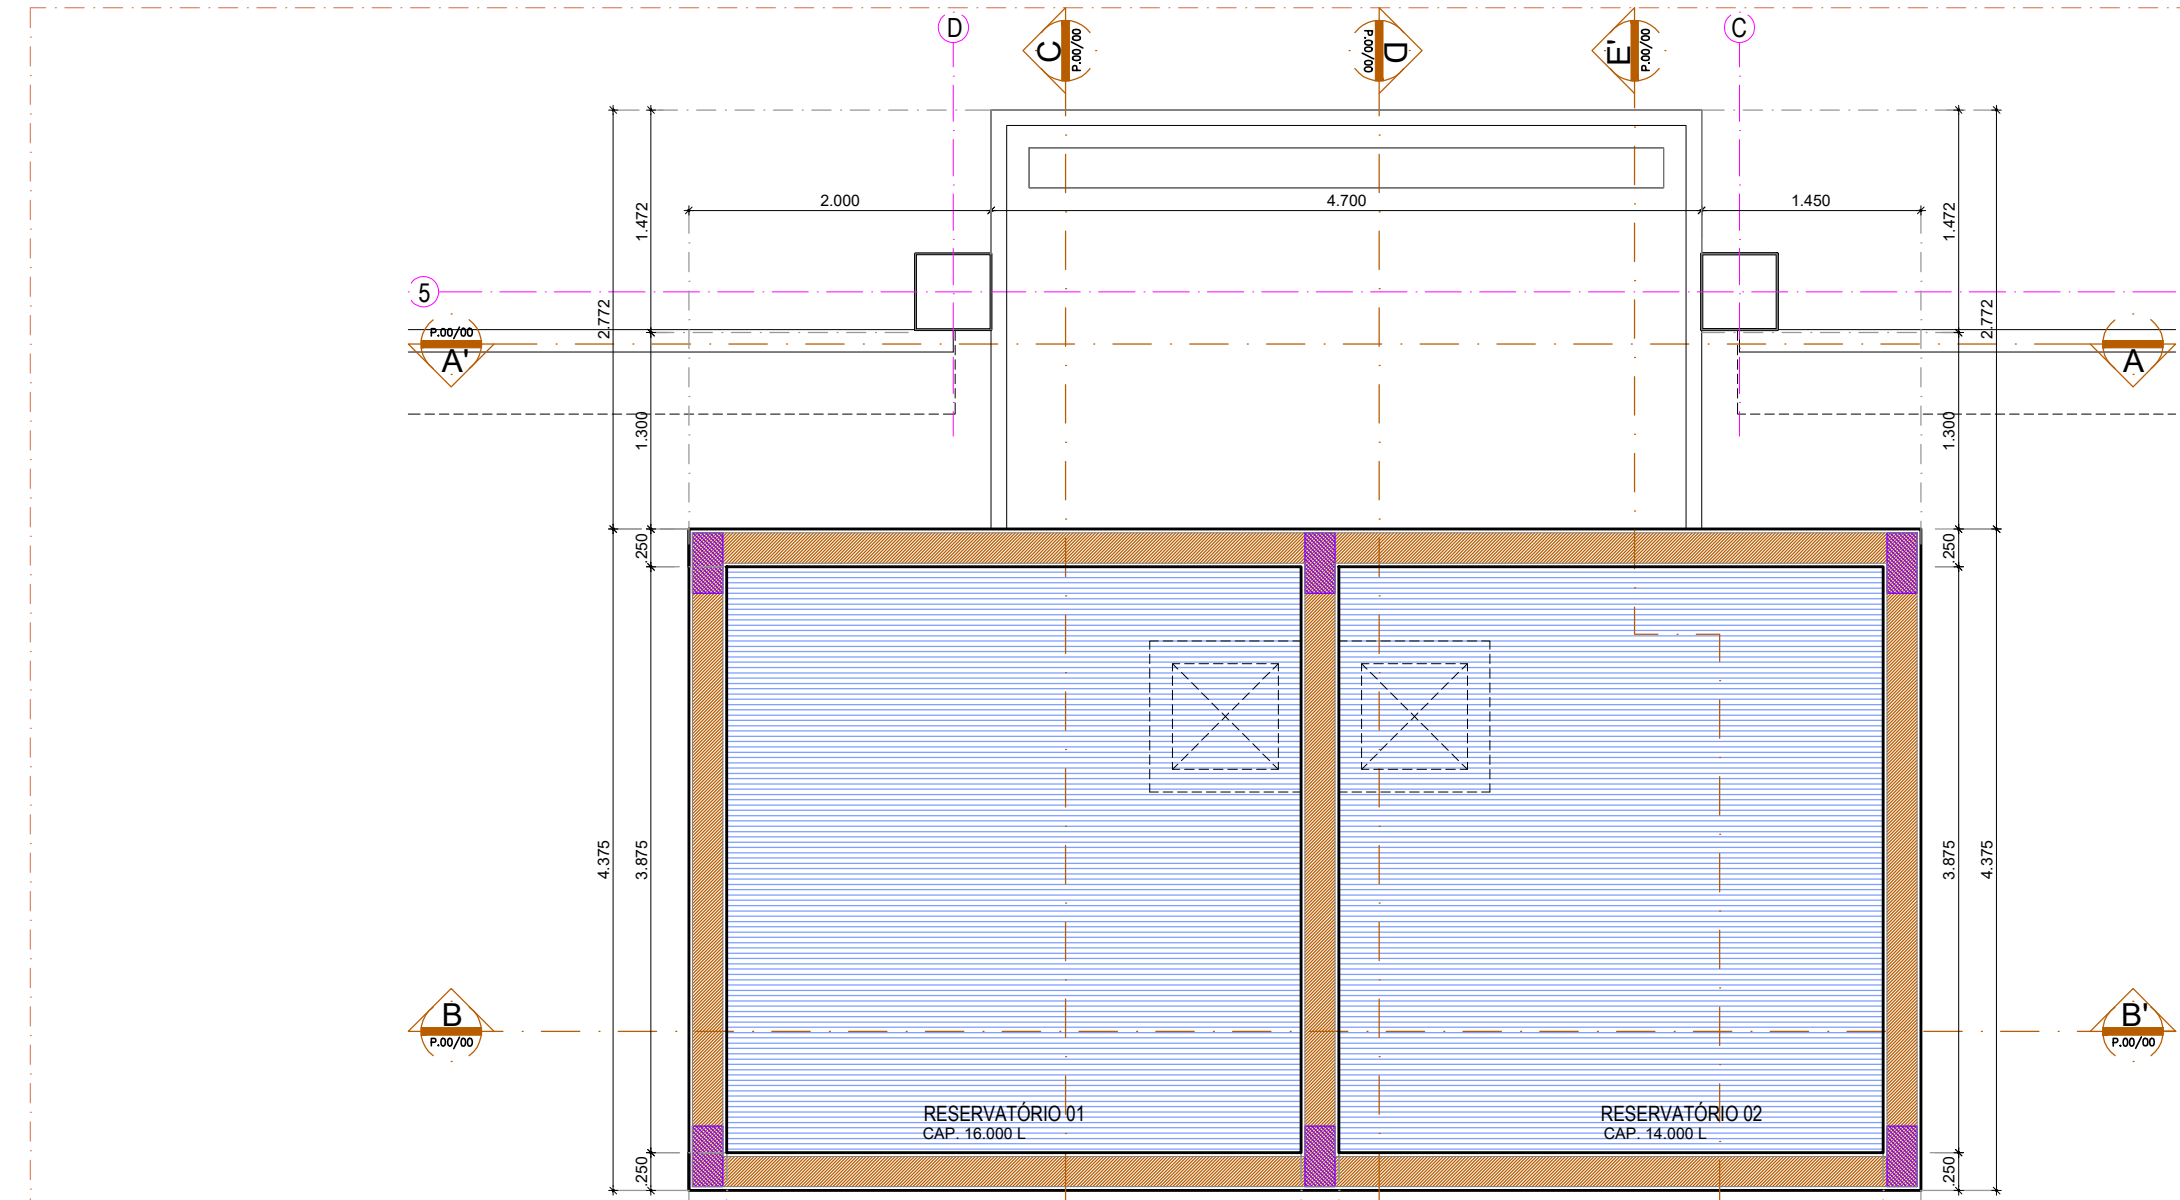 D
C
P.00/00
D
P.00/00
E'
P.00/00
C
2.000
4.700
1.450
1.472
1.472
5
2.772
2.772
P.00/00
A'
A
1.300
1.300
.250
.250
4.375
3.875
3.875
4.375
B
P.00/00
B'
P.00/00
RESERVATÓRIO 01
CAP. 16.000 L
RESERVATÓRIO 02
CAP. 14.000 L
.250
.250